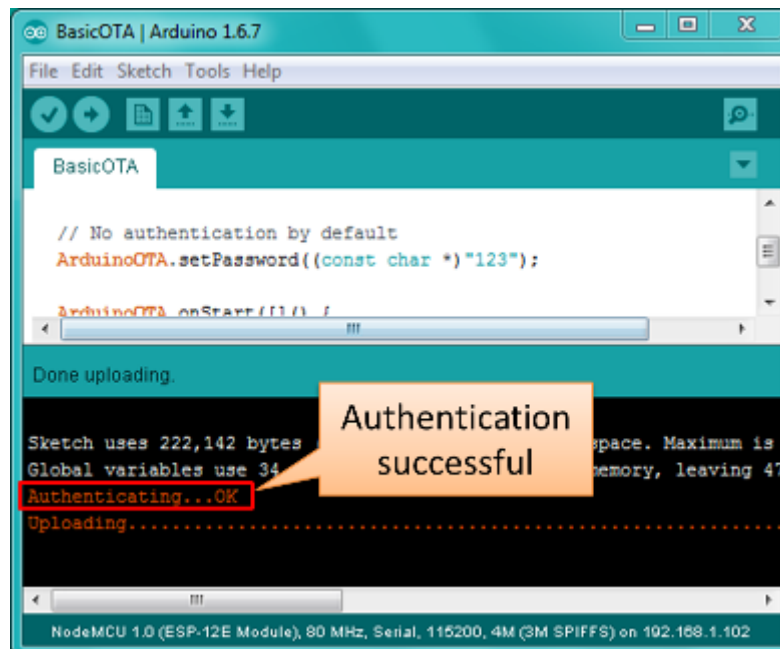 BasicOTA | Arduino 1.6.7
File Edit Sketch Tools Help
BasicOTA
// No authentication by default
ArduinoOTA.setPassword((const char *)"123");
ArduinoOTA.onStart([]() {
Done uploading.
Authentication
successful
Sketch uses 222,142 bytes space. Maximum is
Global variables use 34 memory, leaving 47
Authenticating...OK
Uploading................................................................
NodeMCU 1.0 (ESP-12E Module), 80 MHz, Serial, 115200, 4M (3M SPIFFS) on 192.168.1.102